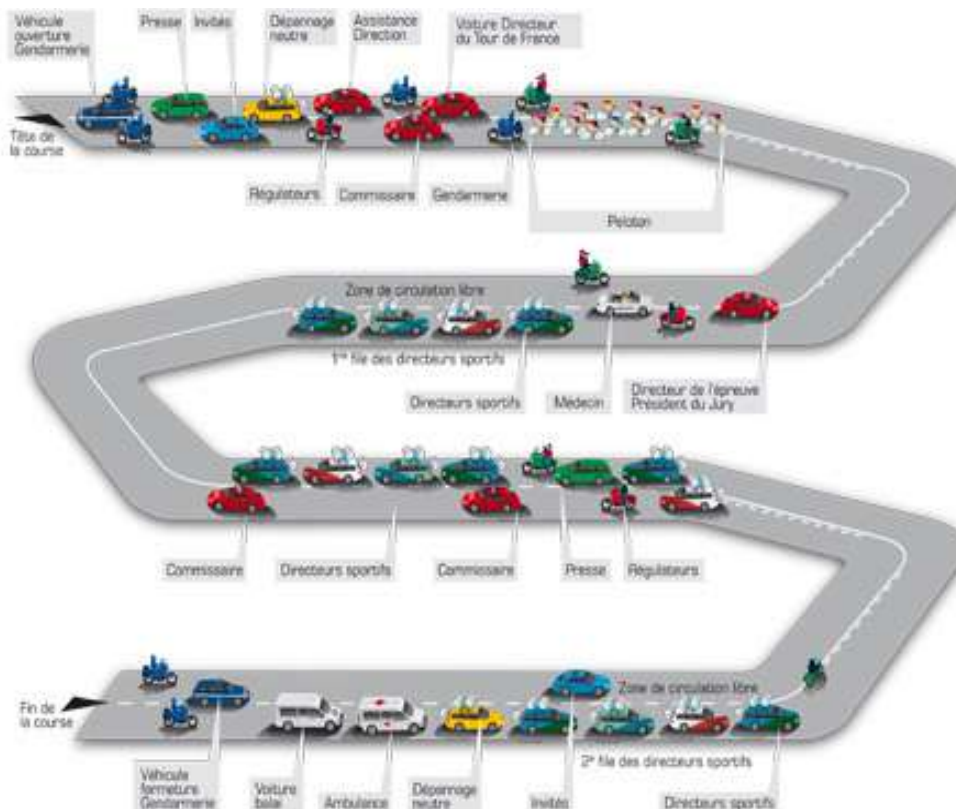 Véhicule
ouverture
Gendarmerie
Presse
Invités
Dépannage
neutre
Assistance
Direction
Voiture Directeur
du Tour de France
Tête de
la course
Régulateurs
Commissaire
Gendarmerie
Peloton
Zone de circulation libre
1re file des directeurs sportifs
Directeurs sportifs
Médecin
Directeur de l'épreuve
Président du Jury
Commissaire
Directeurs sportifs
Commissaire
Presse
Régulateurs
Fin de
la course
Zone de circulation libre
2e file des directeurs sportifs
Véhicule
fermeture
Gendarmerie
Voiture
balai
Ambulance
Dépannage
neutre
Invités
Directeurs sportifs